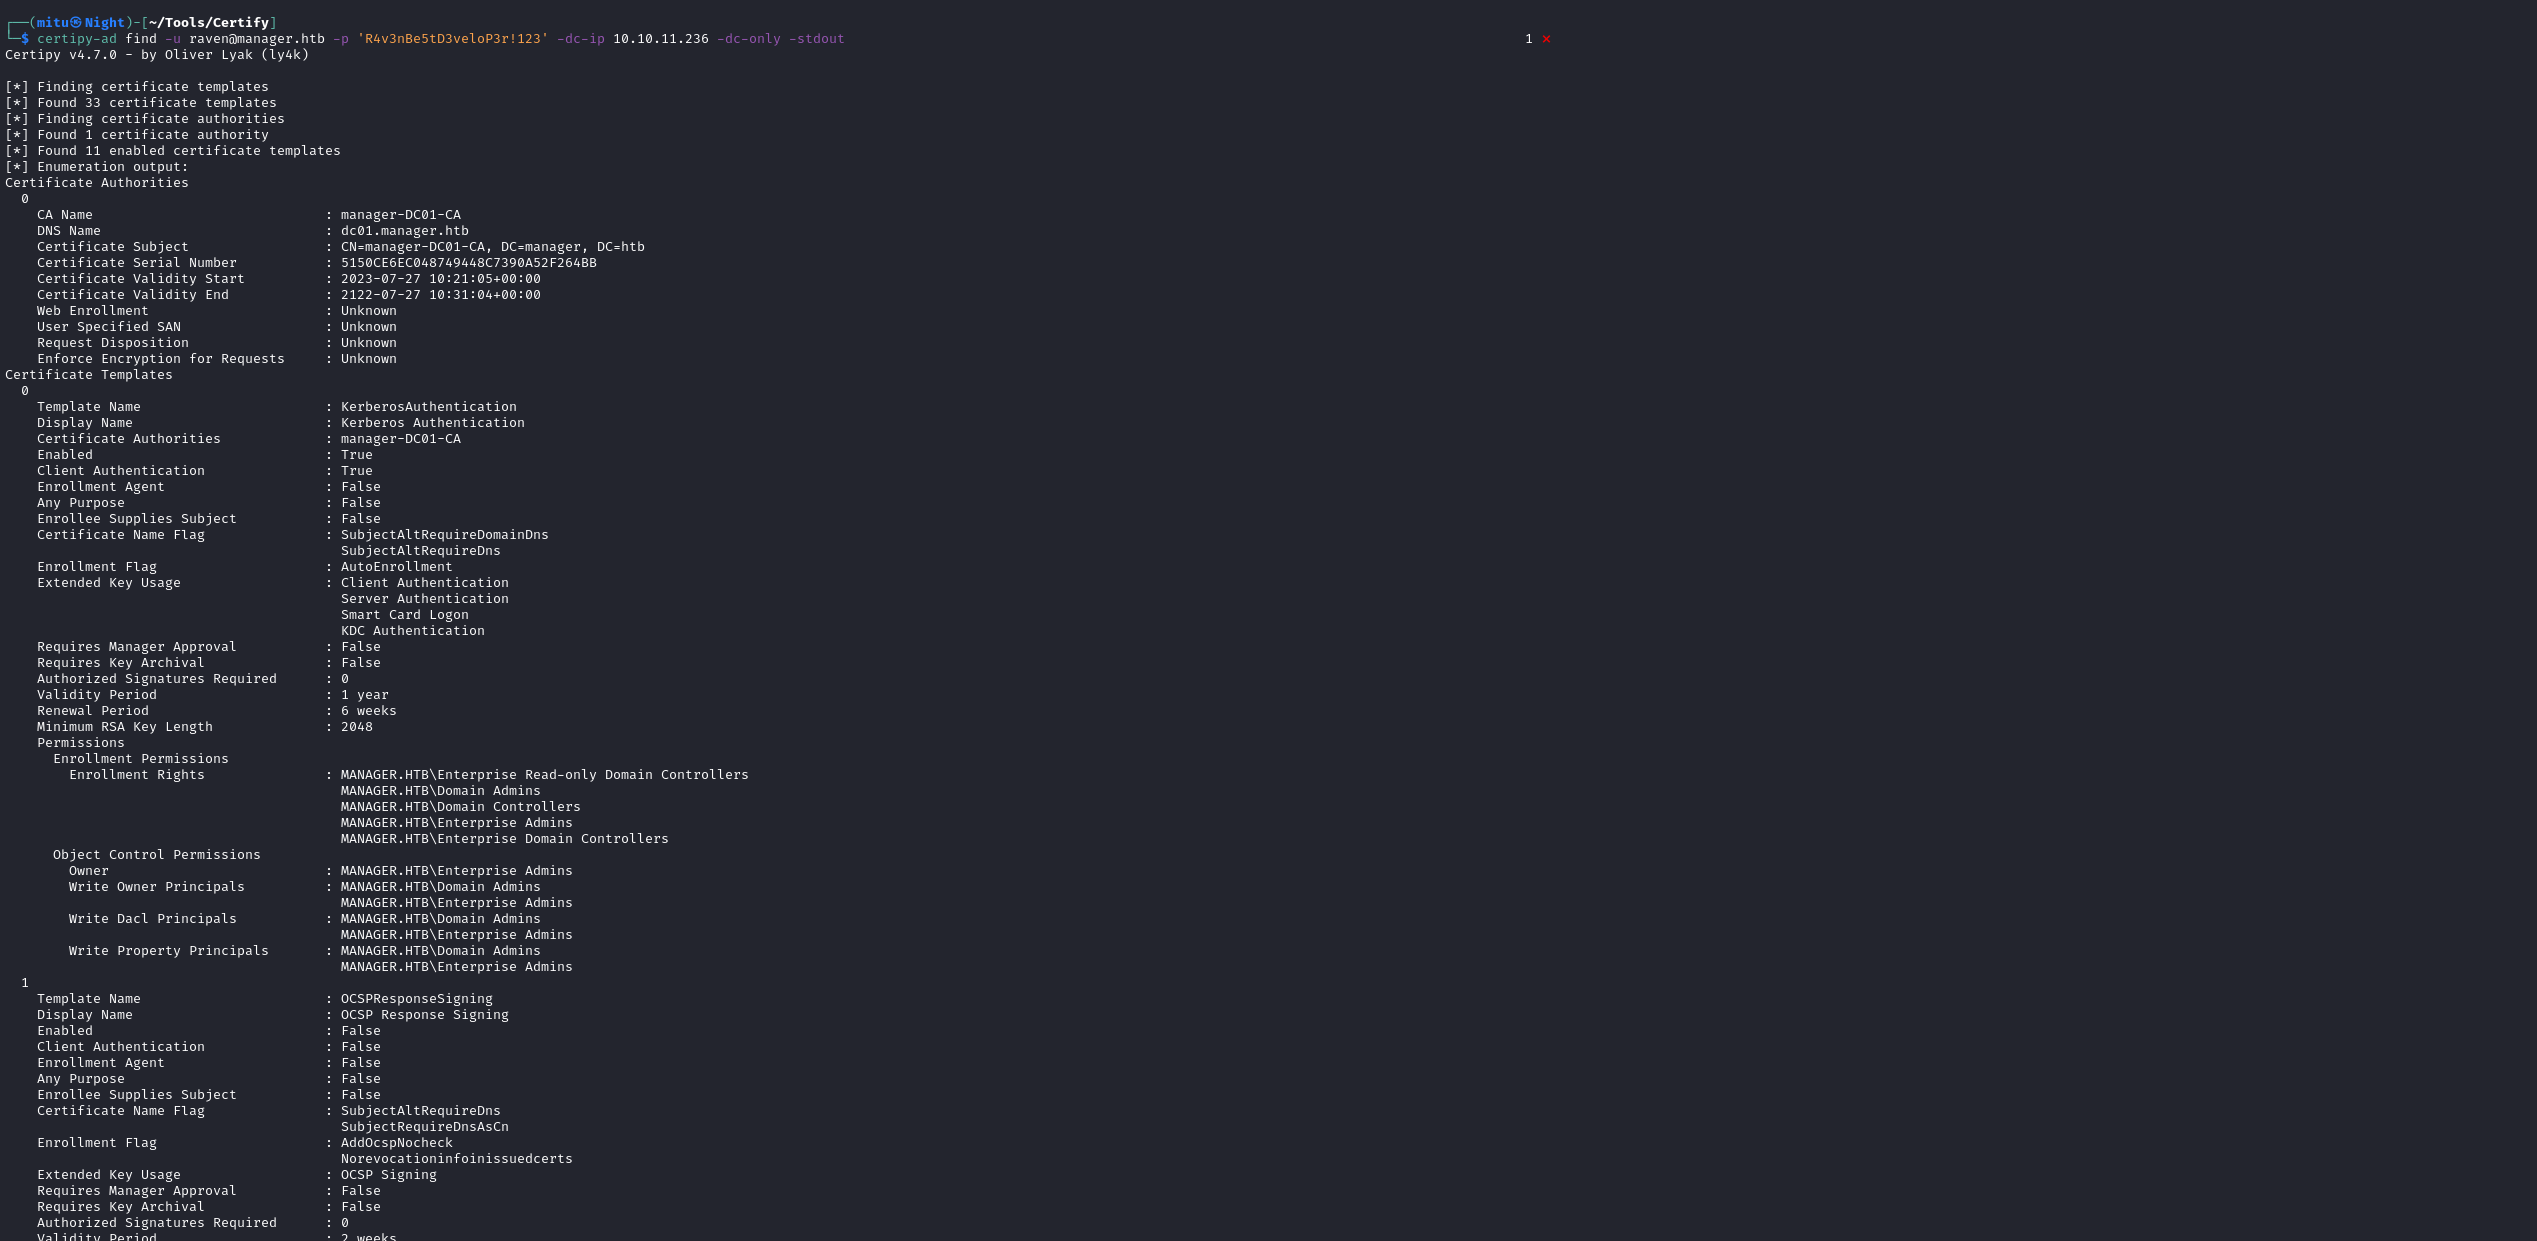 ┌──(mitu㉿Night)-[~/Tools/Certify]
└─$ certipy-ad find -u raven@manager.htb -p 'R4v3nBe5tD3veloP3r!123' -dc-ip 10.10.11.236 -dc-only -stdout 1 ⨯
Certipy v4.7.0 - by Oliver Lyak (ly4k)
[*] Finding certificate templates
[*] Found 33 certificate templates
[*] Finding certificate authorities
[*] Found 1 certificate authority
[*] Found 11 enabled certificate templates
[*] Enumeration output:
Certificate Authorities
0
CA Name : manager-DC01-CA
DNS Name : dc01.manager.htb
Certificate Subject : CN=manager-DC01-CA, DC=manager, DC=htb
Certificate Serial Number : 5150CE6EC048749448C7390A52F264BB
Certificate Validity Start : 2023-07-27 10:21:05+00:00
Certificate Validity End : 2122-07-27 10:31:04+00:00
Web Enrollment : Unknown
User Specified SAN : Unknown
Request Disposition : Unknown
Enforce Encryption for Requests : Unknown
Certificate Templates
0
Template Name : KerberosAuthentication
Display Name : Kerberos Authentication
Certificate Authorities : manager-DC01-CA
Enabled : True
Client Authentication : True
Enrollment Agent : False
Any Purpose : False
Enrollee Supplies Subject : False
Certificate Name Flag : SubjectAltRequireDomainDns
SubjectAltRequireDns
Enrollment Flag : AutoEnrollment
Extended Key Usage : Client Authentication
Server Authentication
Smart Card Logon
KDC Authentication
Requires Manager Approval : False
Requires Key Archival : False
Authorized Signatures Required : 0
Validity Period : 1 year
Renewal Period : 6 weeks
Minimum RSA Key Length : 2048
Permissions
Enrollment Permissions
Enrollment Rights : MANAGER.HTB\Enterprise Read-only Domain Controllers
MANAGER.HTB\Domain Admins
MANAGER.HTB\Domain Controllers
MANAGER.HTB\Enterprise Admins
MANAGER.HTB\Enterprise Domain Controllers
Object Control Permissions
Owner : MANAGER.HTB\Enterprise Admins
Write Owner Principals : MANAGER.HTB\Domain Admins
MANAGER.HTB\Enterprise Admins
Write Dacl Principals : MANAGER.HTB\Domain Admins
MANAGER.HTB\Enterprise Admins
Write Property Principals : MANAGER.HTB\Domain Admins
MANAGER.HTB\Enterprise Admins
1
Template Name : OCSPResponseSigning
Display Name : OCSP Response Signing
Enabled : False
Client Authentication : False
Enrollment Agent : False
Any Purpose : False
Enrollee Supplies Subject : False
Certificate Name Flag : SubjectAltRequireDns
SubjectRequireDnsAsCn
Enrollment Flag : AddOcspNocheck
Norevocationinfoinissuedcerts
Extended Key Usage : OCSP Signing
Requires Manager Approval : False
Requires Key Archival : False
Authorized Signatures Required : 0
Validity Period : 2 weeks